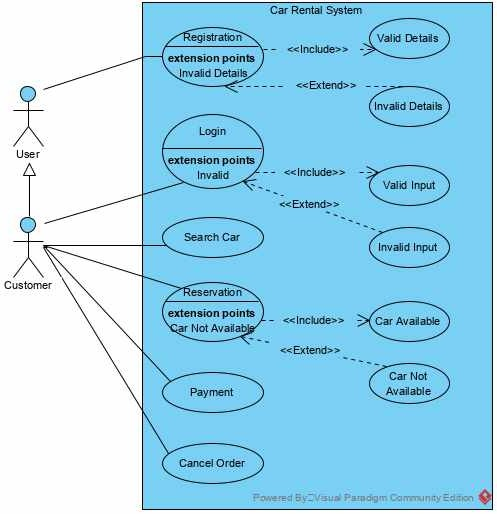 Car Rental System
Registration
extension points
Invalid Details
<<Include>>
Valid Details
<<Extend>>
Invalid Details
User
Login
extension points
Invalid
<<Include>>
Valid Input
<<Extend>>
Invalid Input
Customer
Search Car
Reservation
extension points
Car Not Available
<<Include>>
Car Available
<<Extend>>
Car Not
Available
Payment
Cancel Order
Powered By Visual Paradigm Community Edition